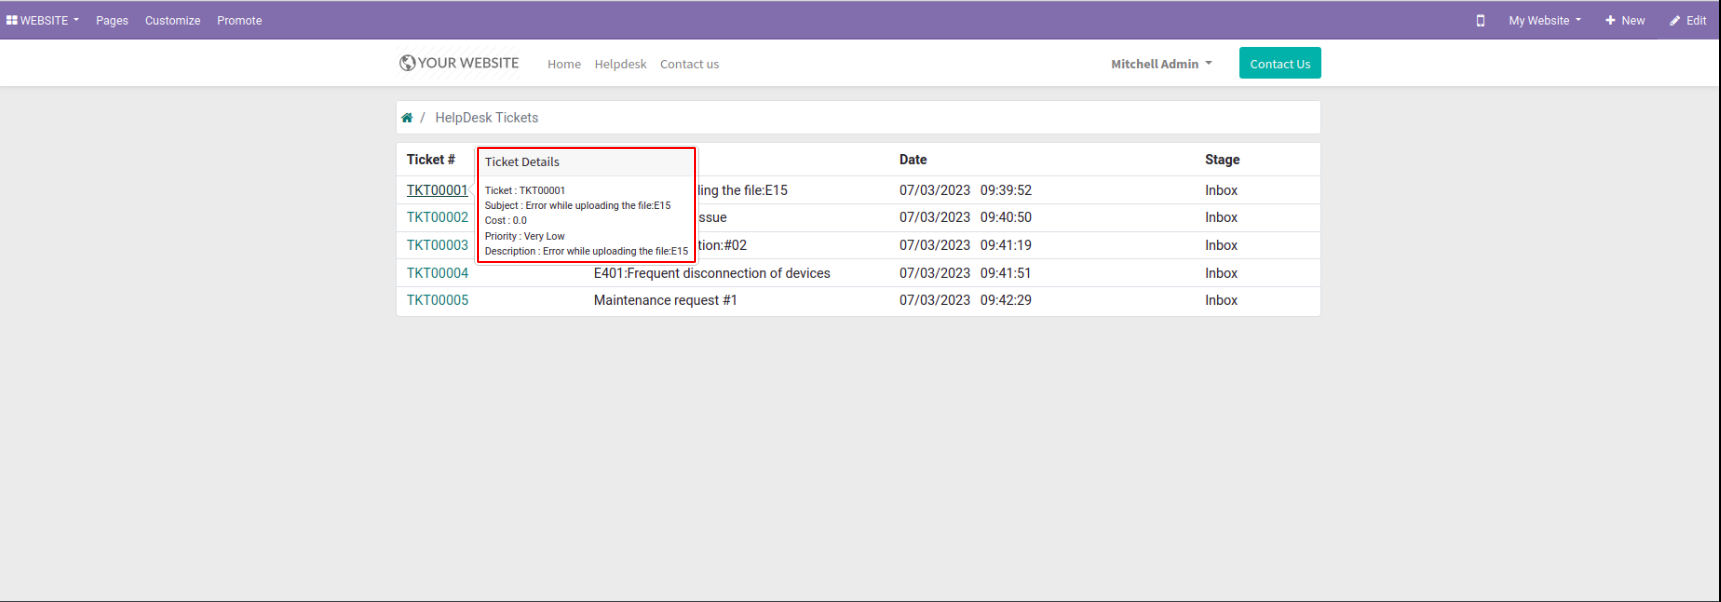 WEBSITE Pages Customize Promote My Website New Edit
YOUR WEBSITE Home Helpdesk Contact us Mitchell Admin Contact Us
/ HelpDesk Tickets
Ticket # Date Stage
Ticket Details
TKT00001 07/03/2023 09:39:52 Inbox
Ticket : TKT00001
Subject : Error while uploading the file:E15
Cost : 0.0
Priority : Very Low
Description : Error while uploading the file:E15
the file:E15
TKT00002 07/03/2023 09:40:50 Inbox
TKT00003 :#02 07/03/2023 09:41:19 Inbox
TKT00004 E401:Frequent disconnection of devices 07/03/2023 09:41:51 Inbox
TKT00005 Maintenance request #1 07/03/2023 09:42:29 Inbox